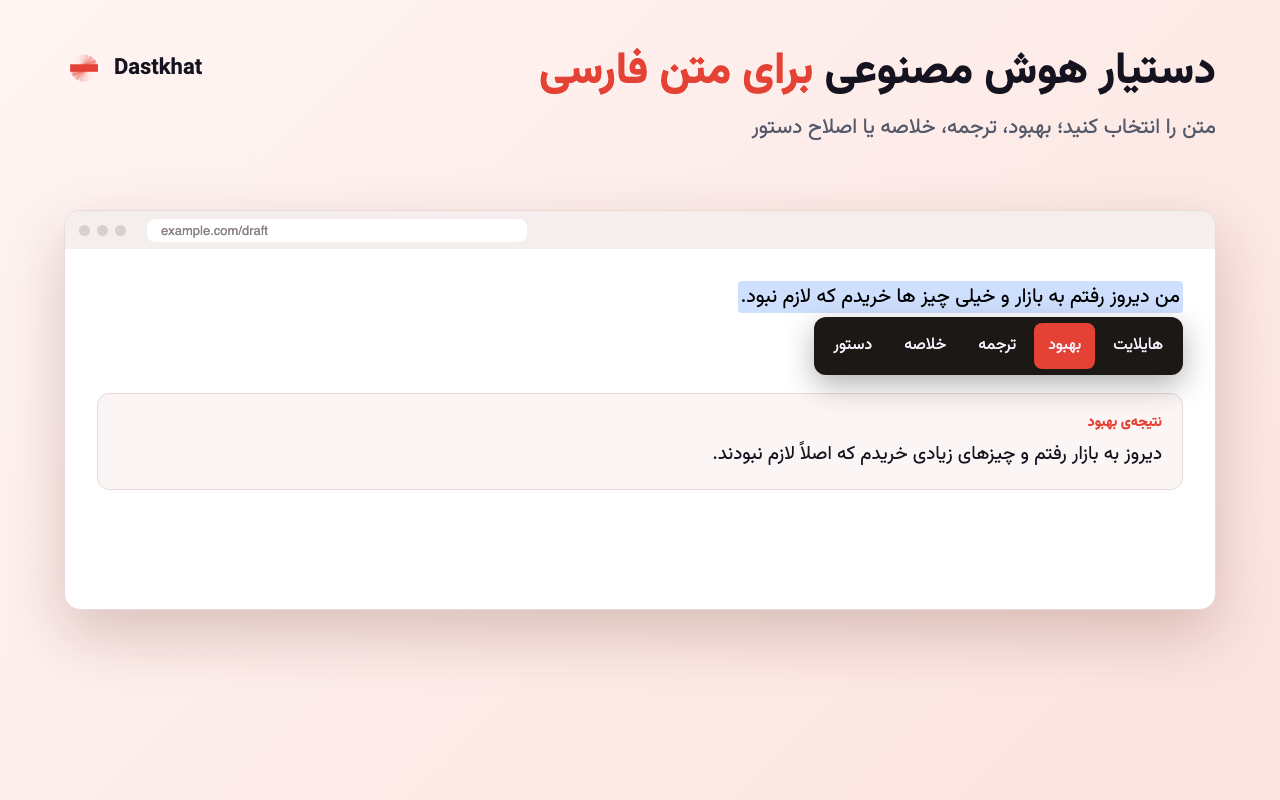 دستیار هوش مصنوعی برای متن فارسی
Dastkhat
متن را انتخاب کنید؛ بهبود، ترجمه، خلاصه یا اصلاح دستور
example.com/draft
من دیروز رفتم به بازار و خیلی چیز ها خریدم که لازم نبود.
هایلایت بهبود ترجمه خلاصه دستور
نتیجه‌ی بهبود
دیروز به بازار رفتم و چیزهای زیادی خریدم که اصلاً لازم نبودند.